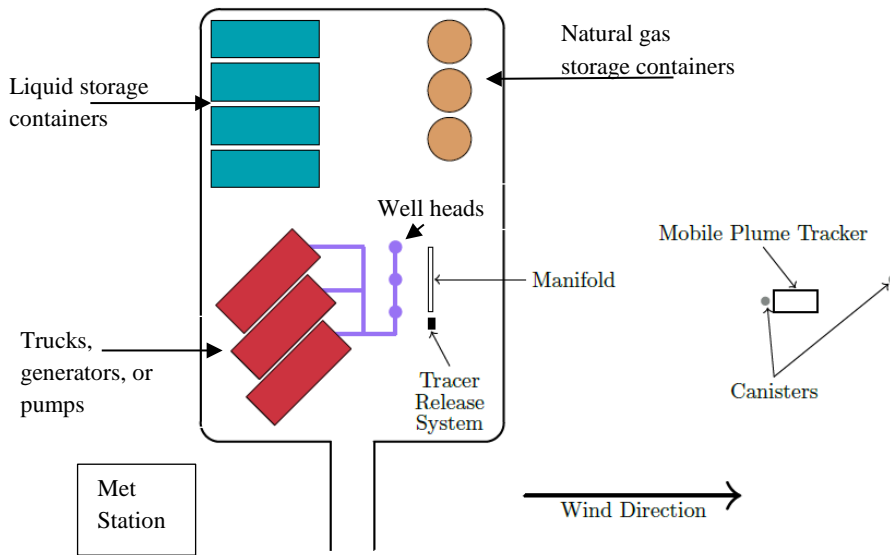 Natural gas
storage containers
Liquid storage
containers
Well heads
Mobile Plume Tracker
Manifold
Trucks,
generators, or
pumps
Tracer
Release
System
Canisters
Met
Station
Wind Direction